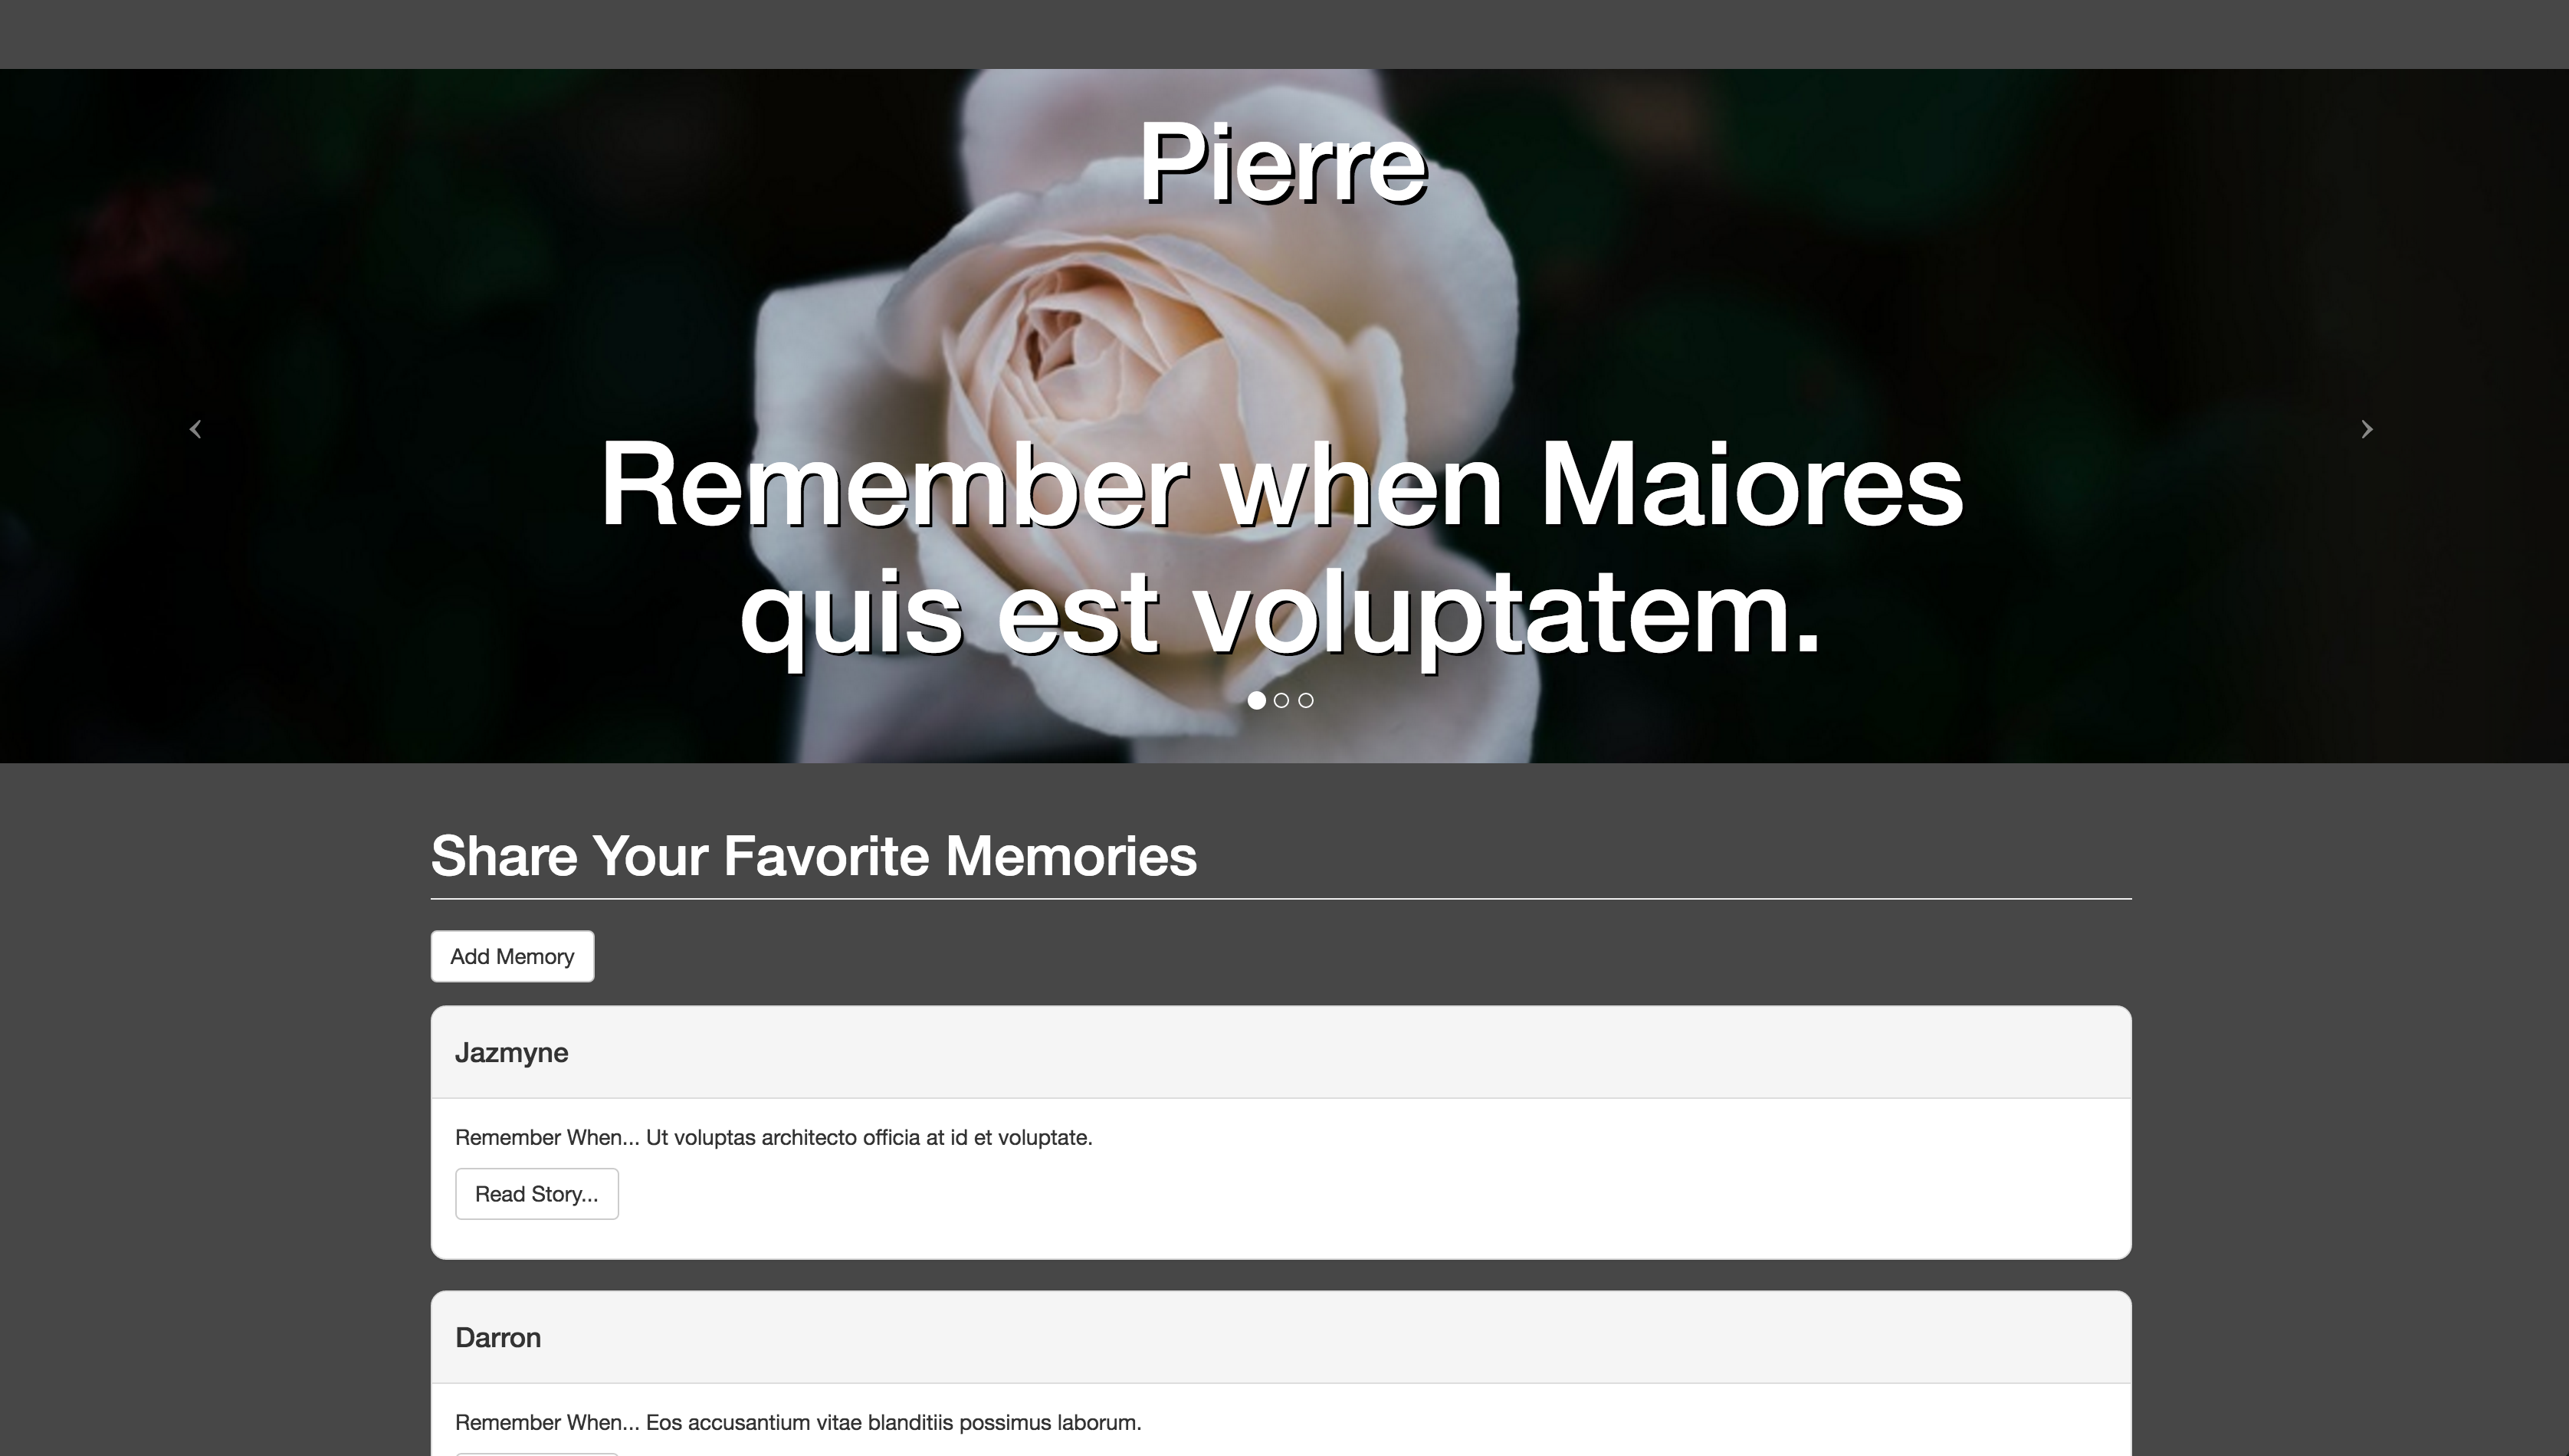 Pierre
Remember when Maiores
quis est voluptatem.
Share Your Favorite Memories
Add Memory
Jazmyne
Remember When... Ut voluptas architecto officia at id et voluptate.
Read Story...
Darron
Remember When... Eos accusantium vitae blanditiis possimus laborum.